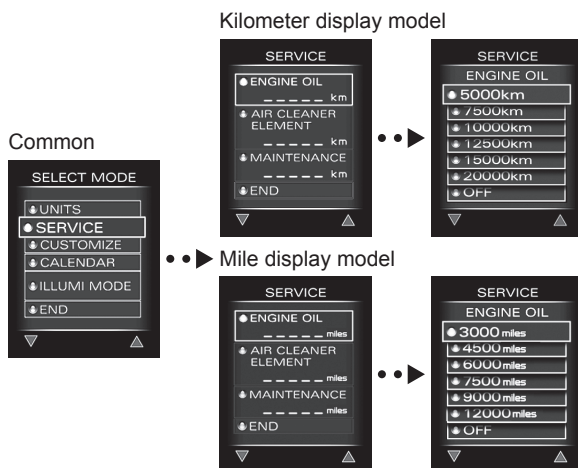 Kilometer display model
SERVICE
ENGINE OIL
_ _ _ _ _ km
AIR CLEANER
ELEMENT
_ _ _ _ _ km
MAINTENANCE
_ _ _ _ _ km
END
SERVICE
ENGINE OIL
5000km
7500km
10000km
12500km
15000km
20000km
OFF
Common
SELECT MODE
UNITS
SERVICE
CUSTOMIZE
CALENDAR
ILLUMI MODE
END
Mile display model
SERVICE
ENGINE OIL
_ _ _ _ _ miles
AIR CLEANER
ELEMENT
_ _ _ _ _ miles
MAINTENANCE
_ _ _ _ _ miles
END
SERVICE
ENGINE OIL
3000 miles
4500 miles
6000 miles
7500 miles
9000 miles
12000 miles
OFF